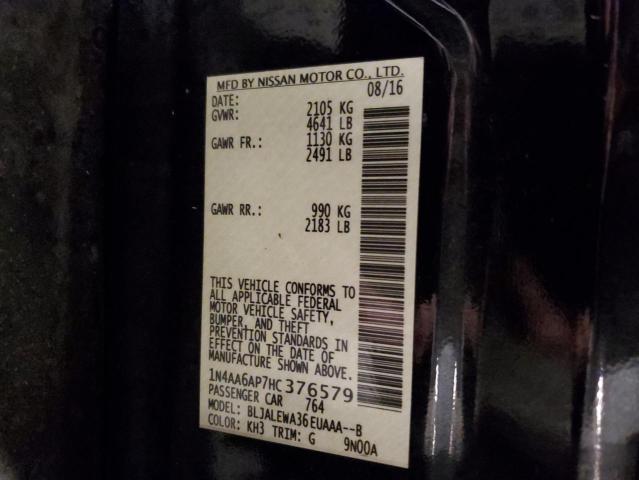 MFD BY NISSAN MOTOR CO., LTD.
DATE: 08/16
GVWR: 2105 KG
4641 LB
GAWR FR.: 1130 KG
2491 LB
GAWR RR.: 990 KG
2183 LB
THIS VEHICLE CONFORMS TO
ALL APPLICABLE FEDERAL
MOTOR VEHICLE SAFETY,
BUMPER, AND THEFT
PREVENTION STANDARDS IN
EFFECT ON THE DATE OF
MANUFACTURE SHOWN ABOVE.
1N4AA6AP7HC376579
PASSENGER CAR 764
MODEL: BLJALEWA36EUAAA--B
COLOR: KH3 TRIM: G 9N00A